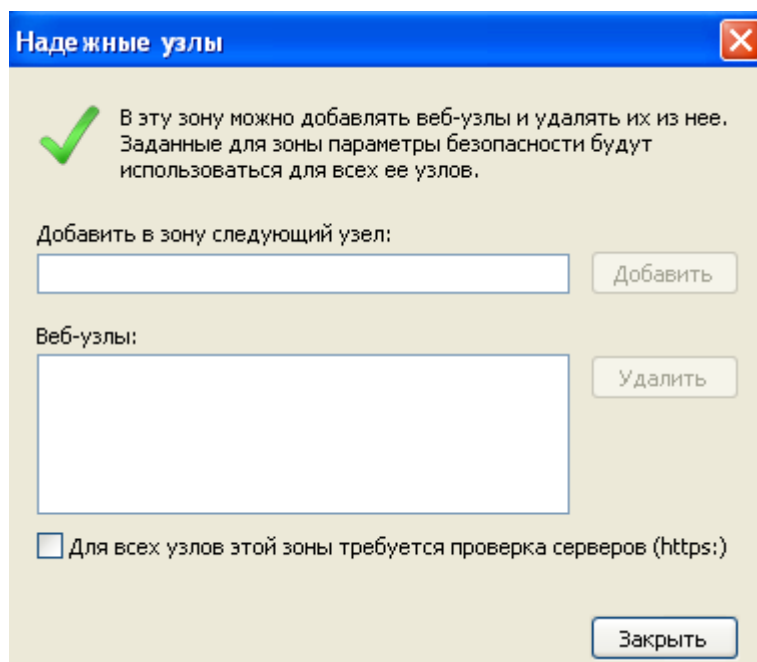 Надежные узлы
В эту зону можно добавлять веб-узлы и удалять их из нее.
Заданные для зоны параметры безопасности будут
использоваться для всех ее узлов.
Добавить в зону следующий узел:
Добавить
Веб-узлы:
Удалить
Для всех узлов этой зоны требуется проверка серверов (https:)
Закрыть